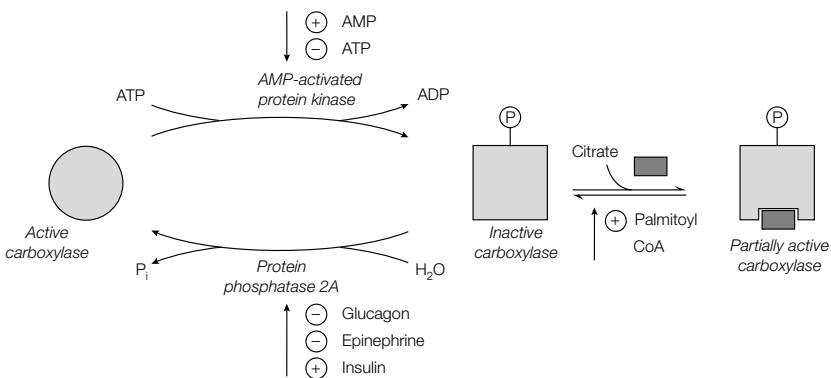 + AMP
− ATP
AMP-activated
protein kinase
ATP
ADP
P
P
Citrate
Active
carboxylase
Inactive
carboxylase
+ Palmitoyl
CoA
Partially active
carboxylase
Pi
Protein
phosphatase 2A
H2O
− Glucagon
− Epinephrine
+ Insulin